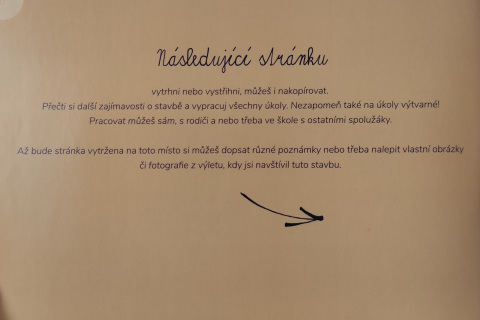 Následující stránku
vytrhni nebo vystřihni, můžeš i nakopírovat.
Přečti si další zajímavosti o stavbě a vypracuj všechny úkoly. Nezapomeň také na úkoly výtvarné!
Pracovat můžeš sám, s rodiči a nebo třeba ve škole s ostatními spolužáky.
Až bude stránka vytržena na toto místo si můžeš dopsat různé poznámky nebo třeba nalepit vlastní obrázky
či fotografie z výletu, kdy jsi navštívil tuto stavbu.